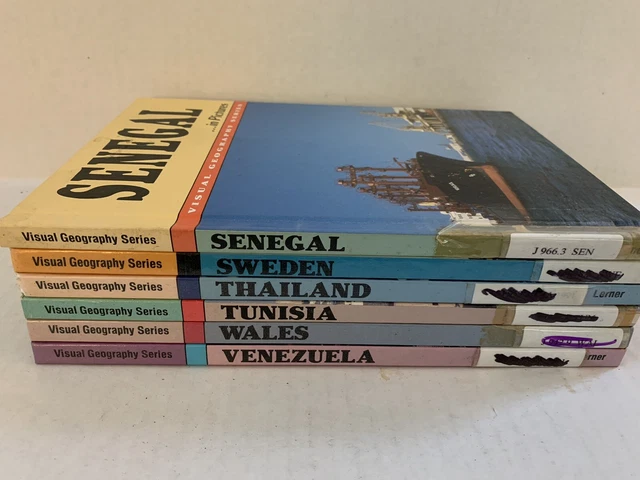 SENEGAL
...in Pictures
VISUAL GEOGRAPHY SERIES
Visual Geography Series SENEGAL J 966.3 SEN
Visual Geography Series SWEDEN
Visual Geography Series THAILAND Lerner
Visual Geography Series TUNISIA
Visual Geography Series WALES
Visual Geography Series VENEZUELA rner